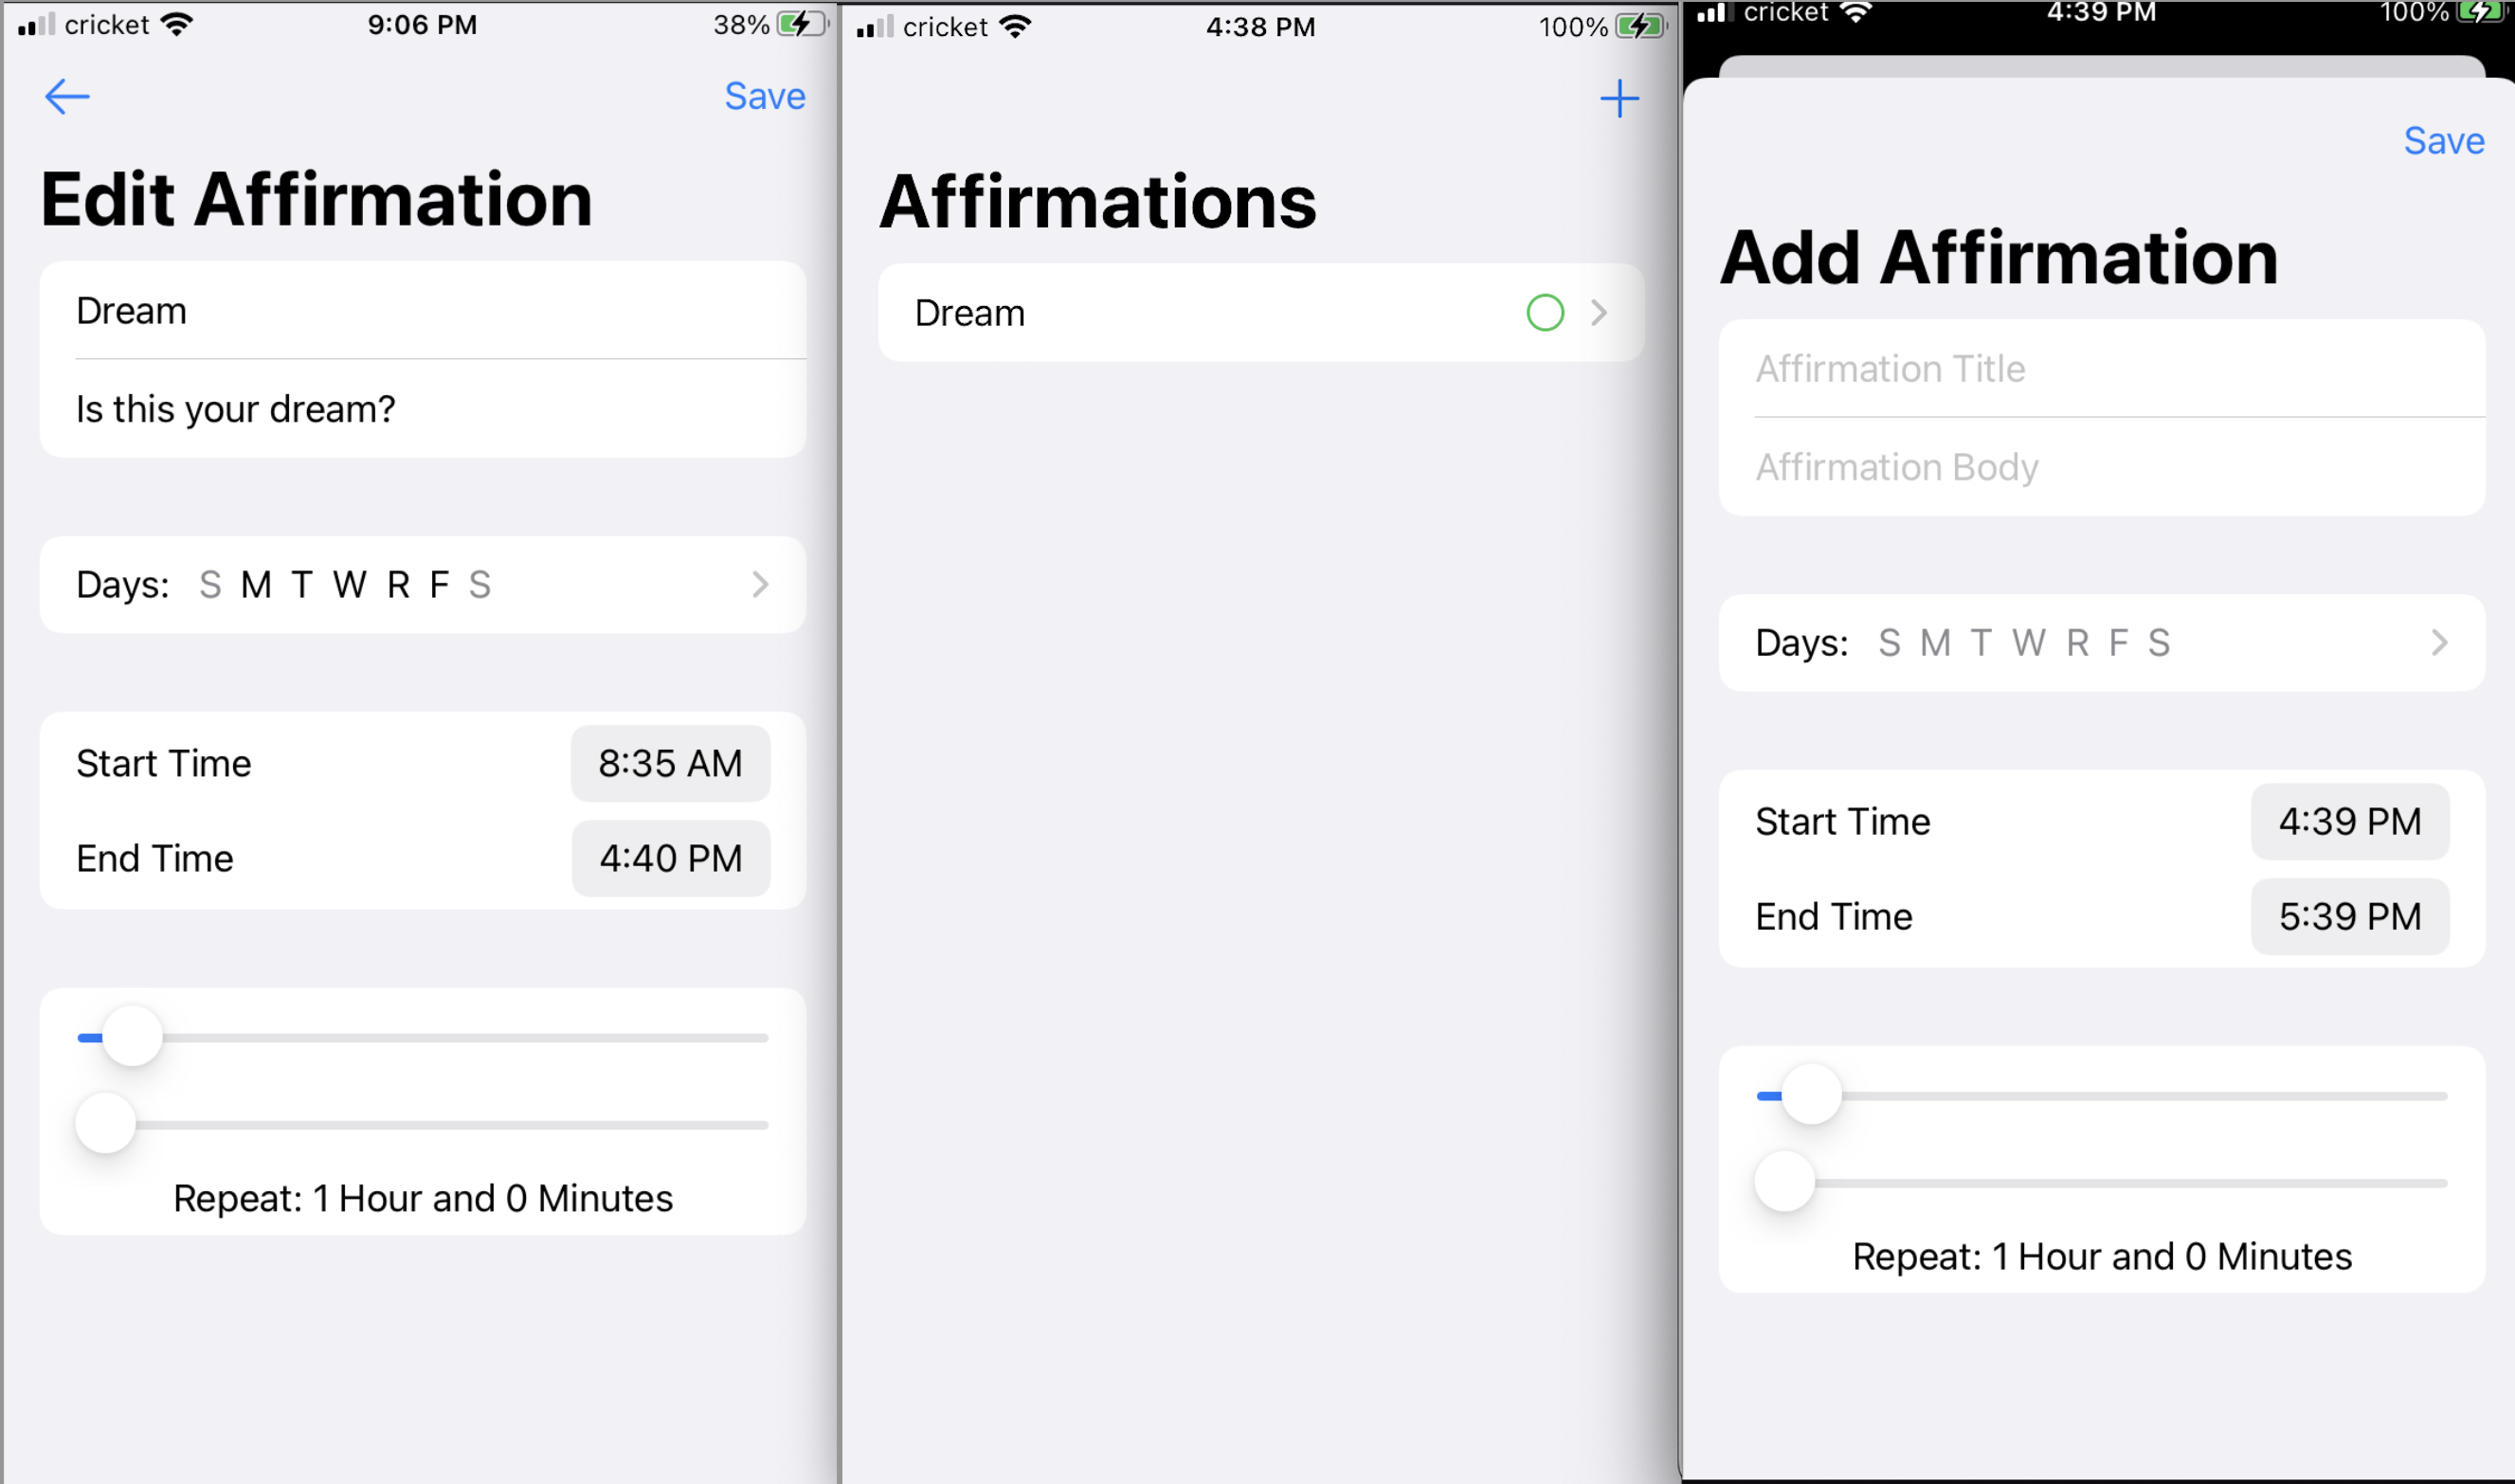 cricket 9:06 PM 38%
Save
Edit Affirmation
Dream
Is this your dream?
Days: S M T W R F S
Start Time 8:35 AM
End Time 4:40 PM
Repeat: 1 Hour and 0 Minutes
cricket 4:38 PM 100%
Affirmations
Dream
cricket 4:39 PM 100%
Save
Add Affirmation
Affirmation Title
Affirmation Body
Days: S M T W R F S
Start Time 4:39 PM
End Time 5:39 PM
Repeat: 1 Hour and 0 Minutes